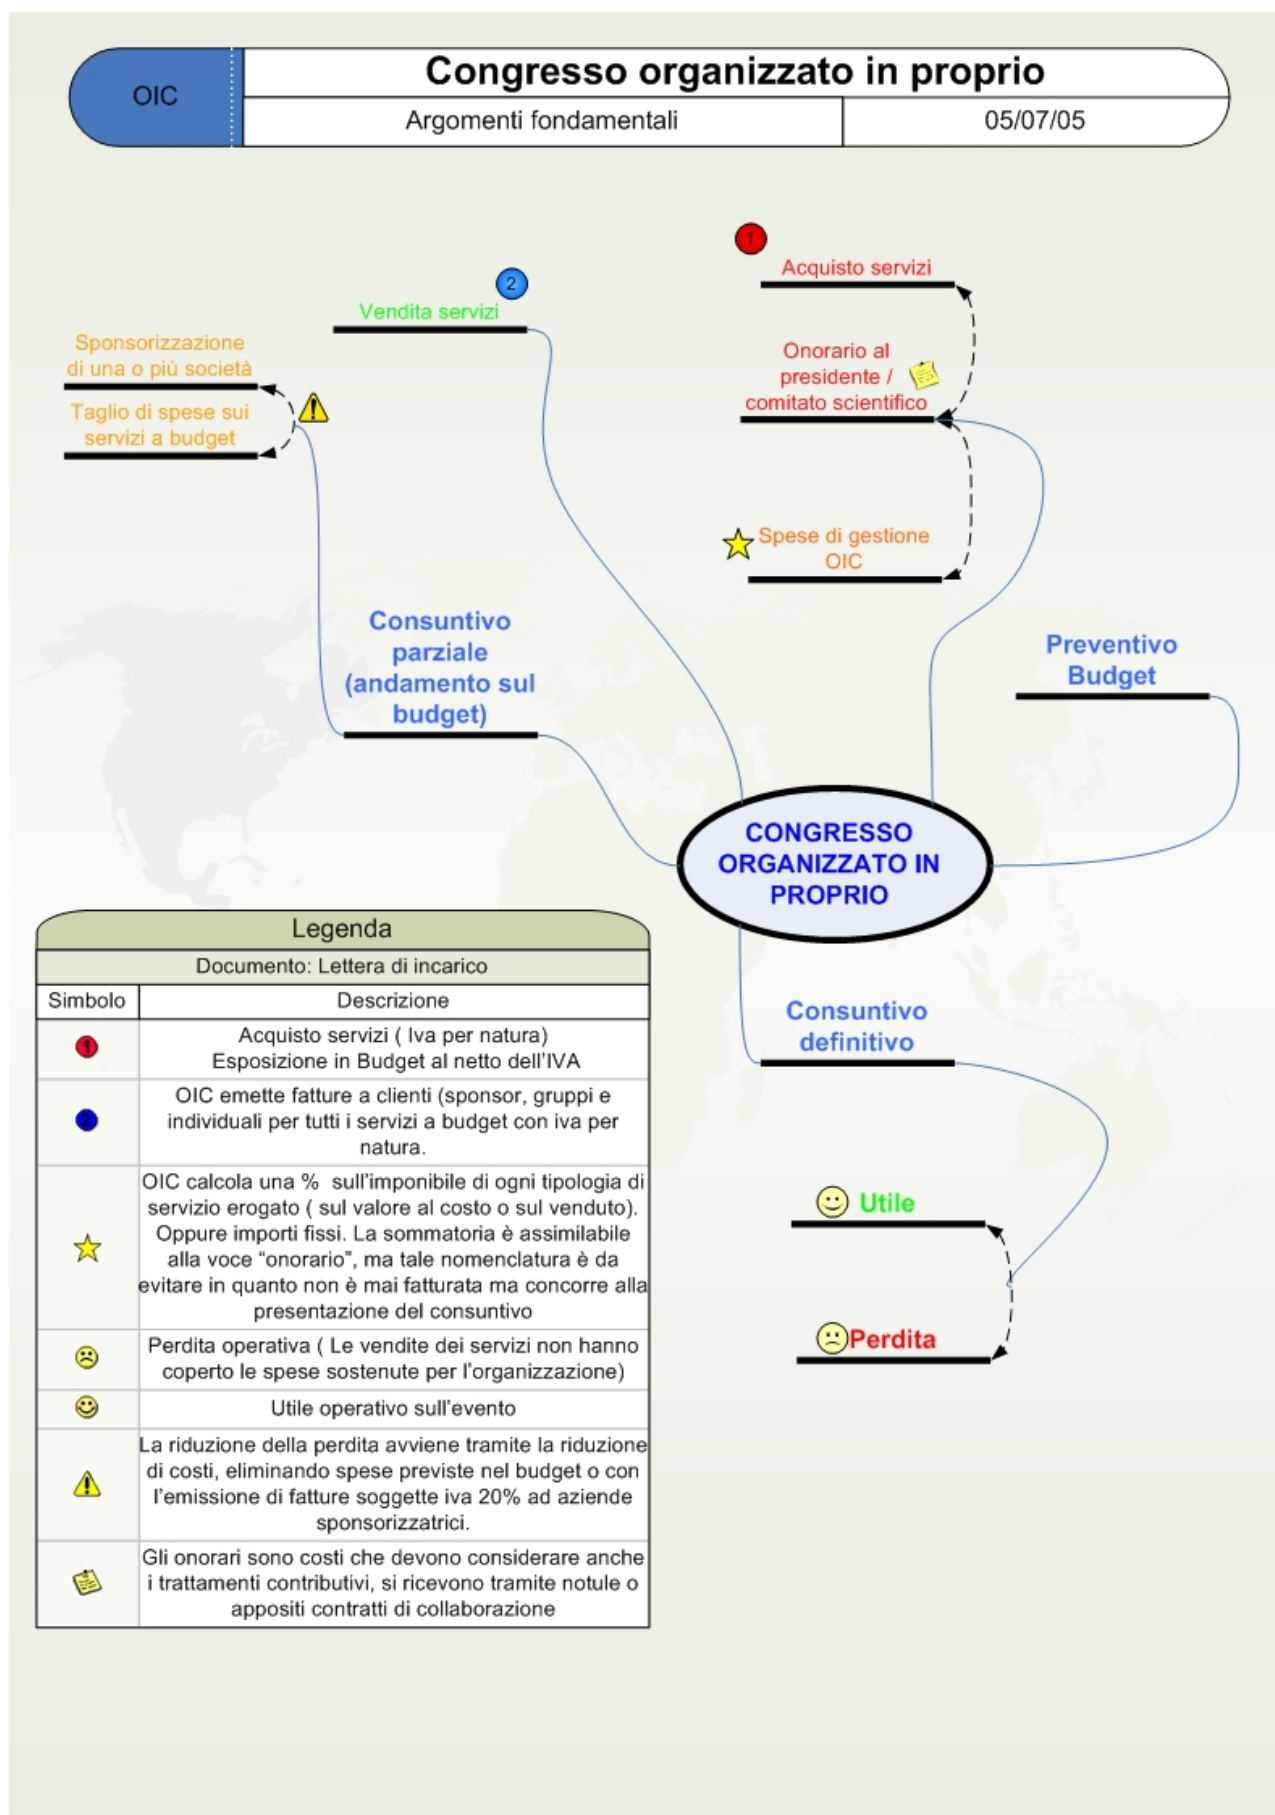 OIC
Congresso organizzato in proprio
Argomenti fondamentali
05/07/05
1
Acquisto servizi
2
Vendita servizi
Sponsorizzazione
di una o più società
Taglio di spese sui
servizi a budget
Onorario al
presidente /
comitato scientifico
Spese di gestione
OIC
Consuntivo
parziale
(andamento sul
budget)
Preventivo
Budget
CONGRESSO
ORGANIZZATO IN
PROPRIO
Consuntivo
definitivo
Utile
Perdita
Legenda
Documento: Lettera di incarico
Simbolo
Descrizione
1
Acquisto servizi ( Iva per natura)
Esposizione in Budget al netto dell'IVA
2
OIC emette fatture a clienti (sponsor, gruppi e
individuali per tutti i servizi a budget con iva per
natura.
OIC calcola una % sull'imponibile di ogni tipologia di
servizio erogato ( sul valore al costo o sul venduto).
Oppure importi fissi. La sommatoria è assimilabile
alla voce “onorario”, ma tale nomenclatura è da
evitare in quanto non è mai fatturata ma concorre alla
presentazione del consuntivo
Perdita operativa ( Le vendite dei servizi non hanno
coperto le spese sostenute per l'organizzazione)
Utile operativo sull'evento
La riduzione della perdita avviene tramite la riduzione
di costi, eliminando spese previste nel budget o con
l'emissione di fatture soggette iva 20% ad aziende
sponsorizzatrici.
Gli onorari sono costi che devono considerare anche
i trattamenti contributivi, si ricevono tramite notule o
appositi contratti di collaborazione